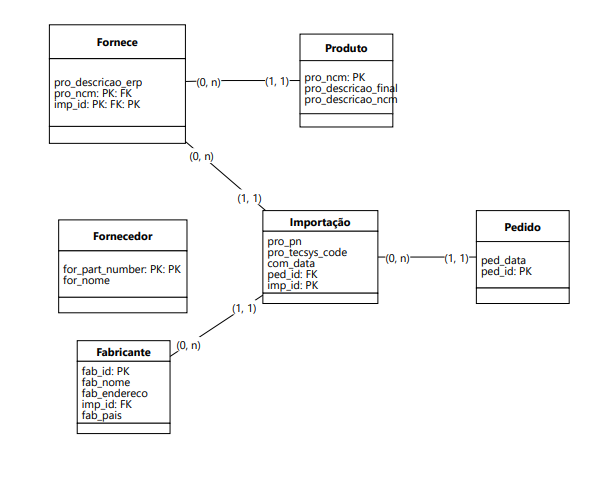 Fornece
pro_descricao_erp
pro_ncm: PK: FK
imp_id: PK: FK: PK
(0, n)
(1, 1)
Produto
pro_ncm: PK
pro_descricao_final
pro_descricao_ncm
(0, n)
(1, 1)
Fornecedor
for_part_number: PK: PK
for_nome
Importação
pro_pn
pro_tecsys_code
com_data
ped_id: FK
imp_id: PK
(0, n)
(1, 1)
Pedido
ped_data
ped_id: PK
(1, 1)
(0, n)
Fabricante
fab_id: PK
fab_nome
fab_endereco
imp_id: FK
fab_pais